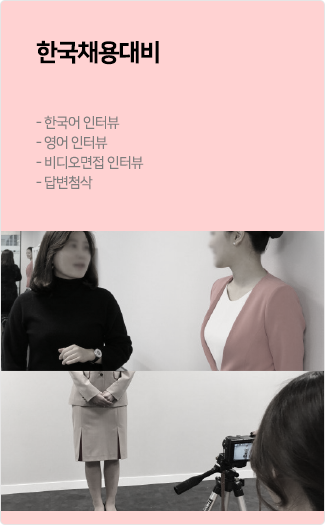 한국채용대비
- 한국어 인터뷰
- 영어 인터뷰
- 비디오면접 인터뷰
- 답변첨삭